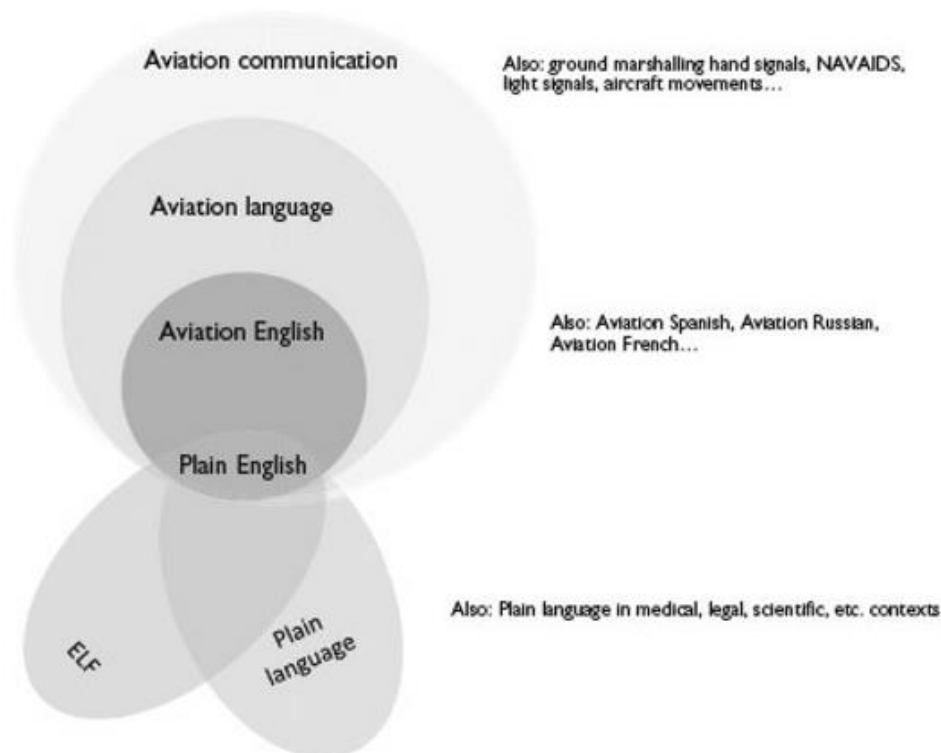 Aviation communication
Also: ground marshalling hand signals, NAVAIDS,
light signals, aircraft movements...
Aviation language
Aviation English
Also: Aviation Spanish, Aviation Russian,
Aviation French...
Plain English
Also: Plain language in medical, legal, scientific, etc. contexts
ELF
Plain
language